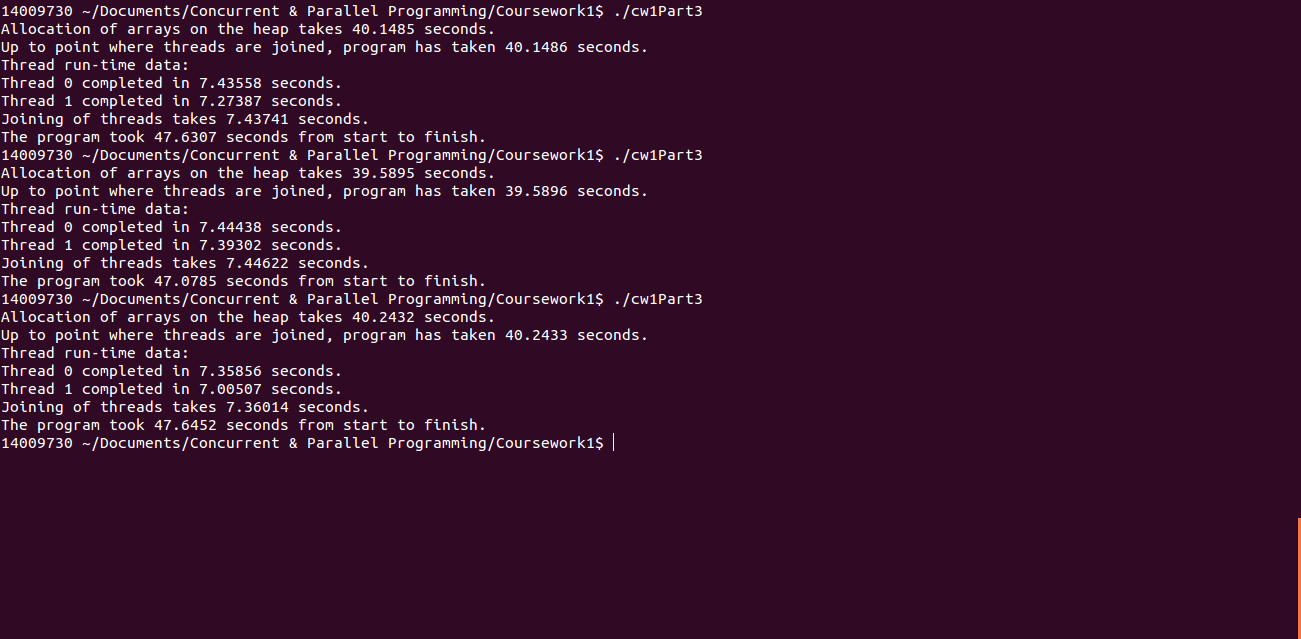 14009730 ~/Documents/Concurrent & Parallel Programming/Coursework1$ ./cw1Part3
Allocation of arrays on the heap takes 40.1485 seconds.
Up to point where threads are joined, program has taken 40.1486 seconds.
Thread run-time data:
Thread 0 completed in 7.43558 seconds.
Thread 1 completed in 7.27387 seconds.
Joining of threads takes 7.43741 seconds.
The program took 47.6307 seconds from start to finish.
14009730 ~/Documents/Concurrent & Parallel Programming/Coursework1$ ./cw1Part3
Allocation of arrays on the heap takes 39.5895 seconds.
Up to point where threads are joined, program has taken 39.5896 seconds.
Thread run-time data:
Thread 0 completed in 7.44438 seconds.
Thread 1 completed in 7.39302 seconds.
Joining of threads takes 7.44622 seconds.
The program took 47.0785 seconds from start to finish.
14009730 ~/Documents/Concurrent & Parallel Programming/Coursework1$ ./cw1Part3
Allocation of arrays on the heap takes 40.2432 seconds.
Up to point where threads are joined, program has taken 40.2433 seconds.
Thread run-time data:
Thread 0 completed in 7.35856 seconds.
Thread 1 completed in 7.00507 seconds.
Joining of threads takes 7.36014 seconds.
The program took 47.6452 seconds from start to finish.
14009730 ~/Documents/Concurrent & Parallel Programming/Coursework1$